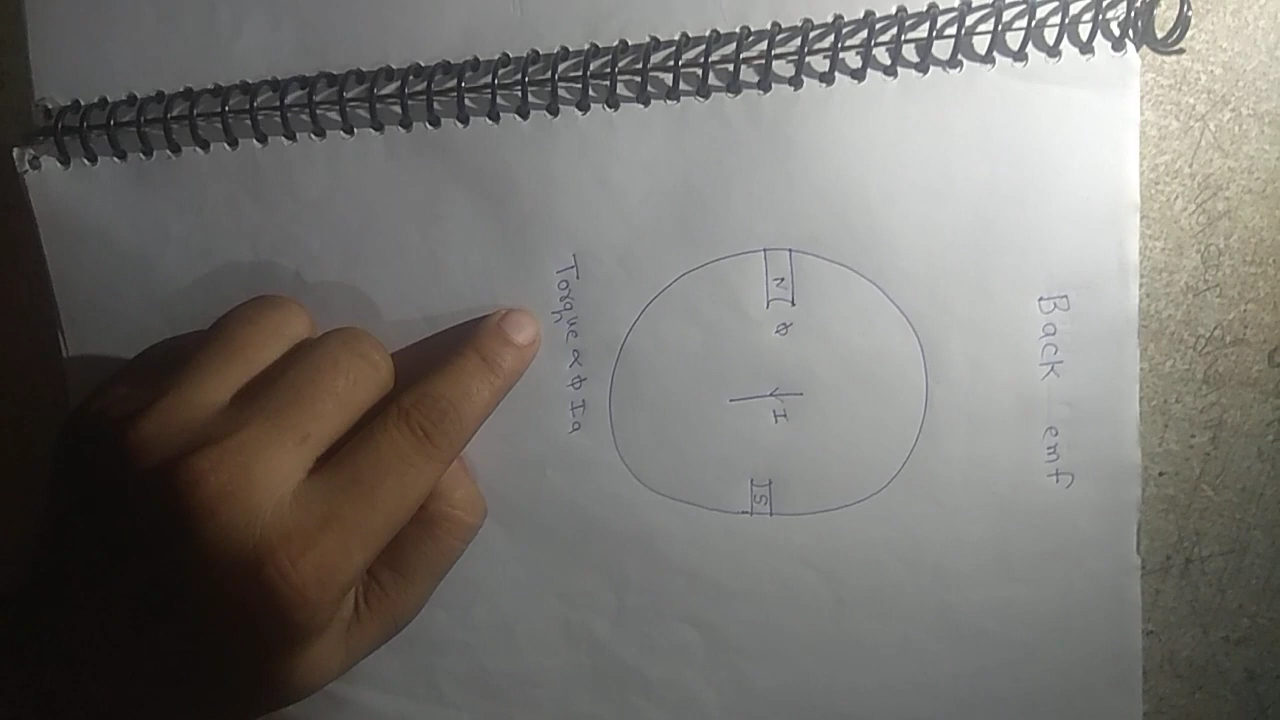 Back emf
N φ I S
Torque ∝ φ Ia